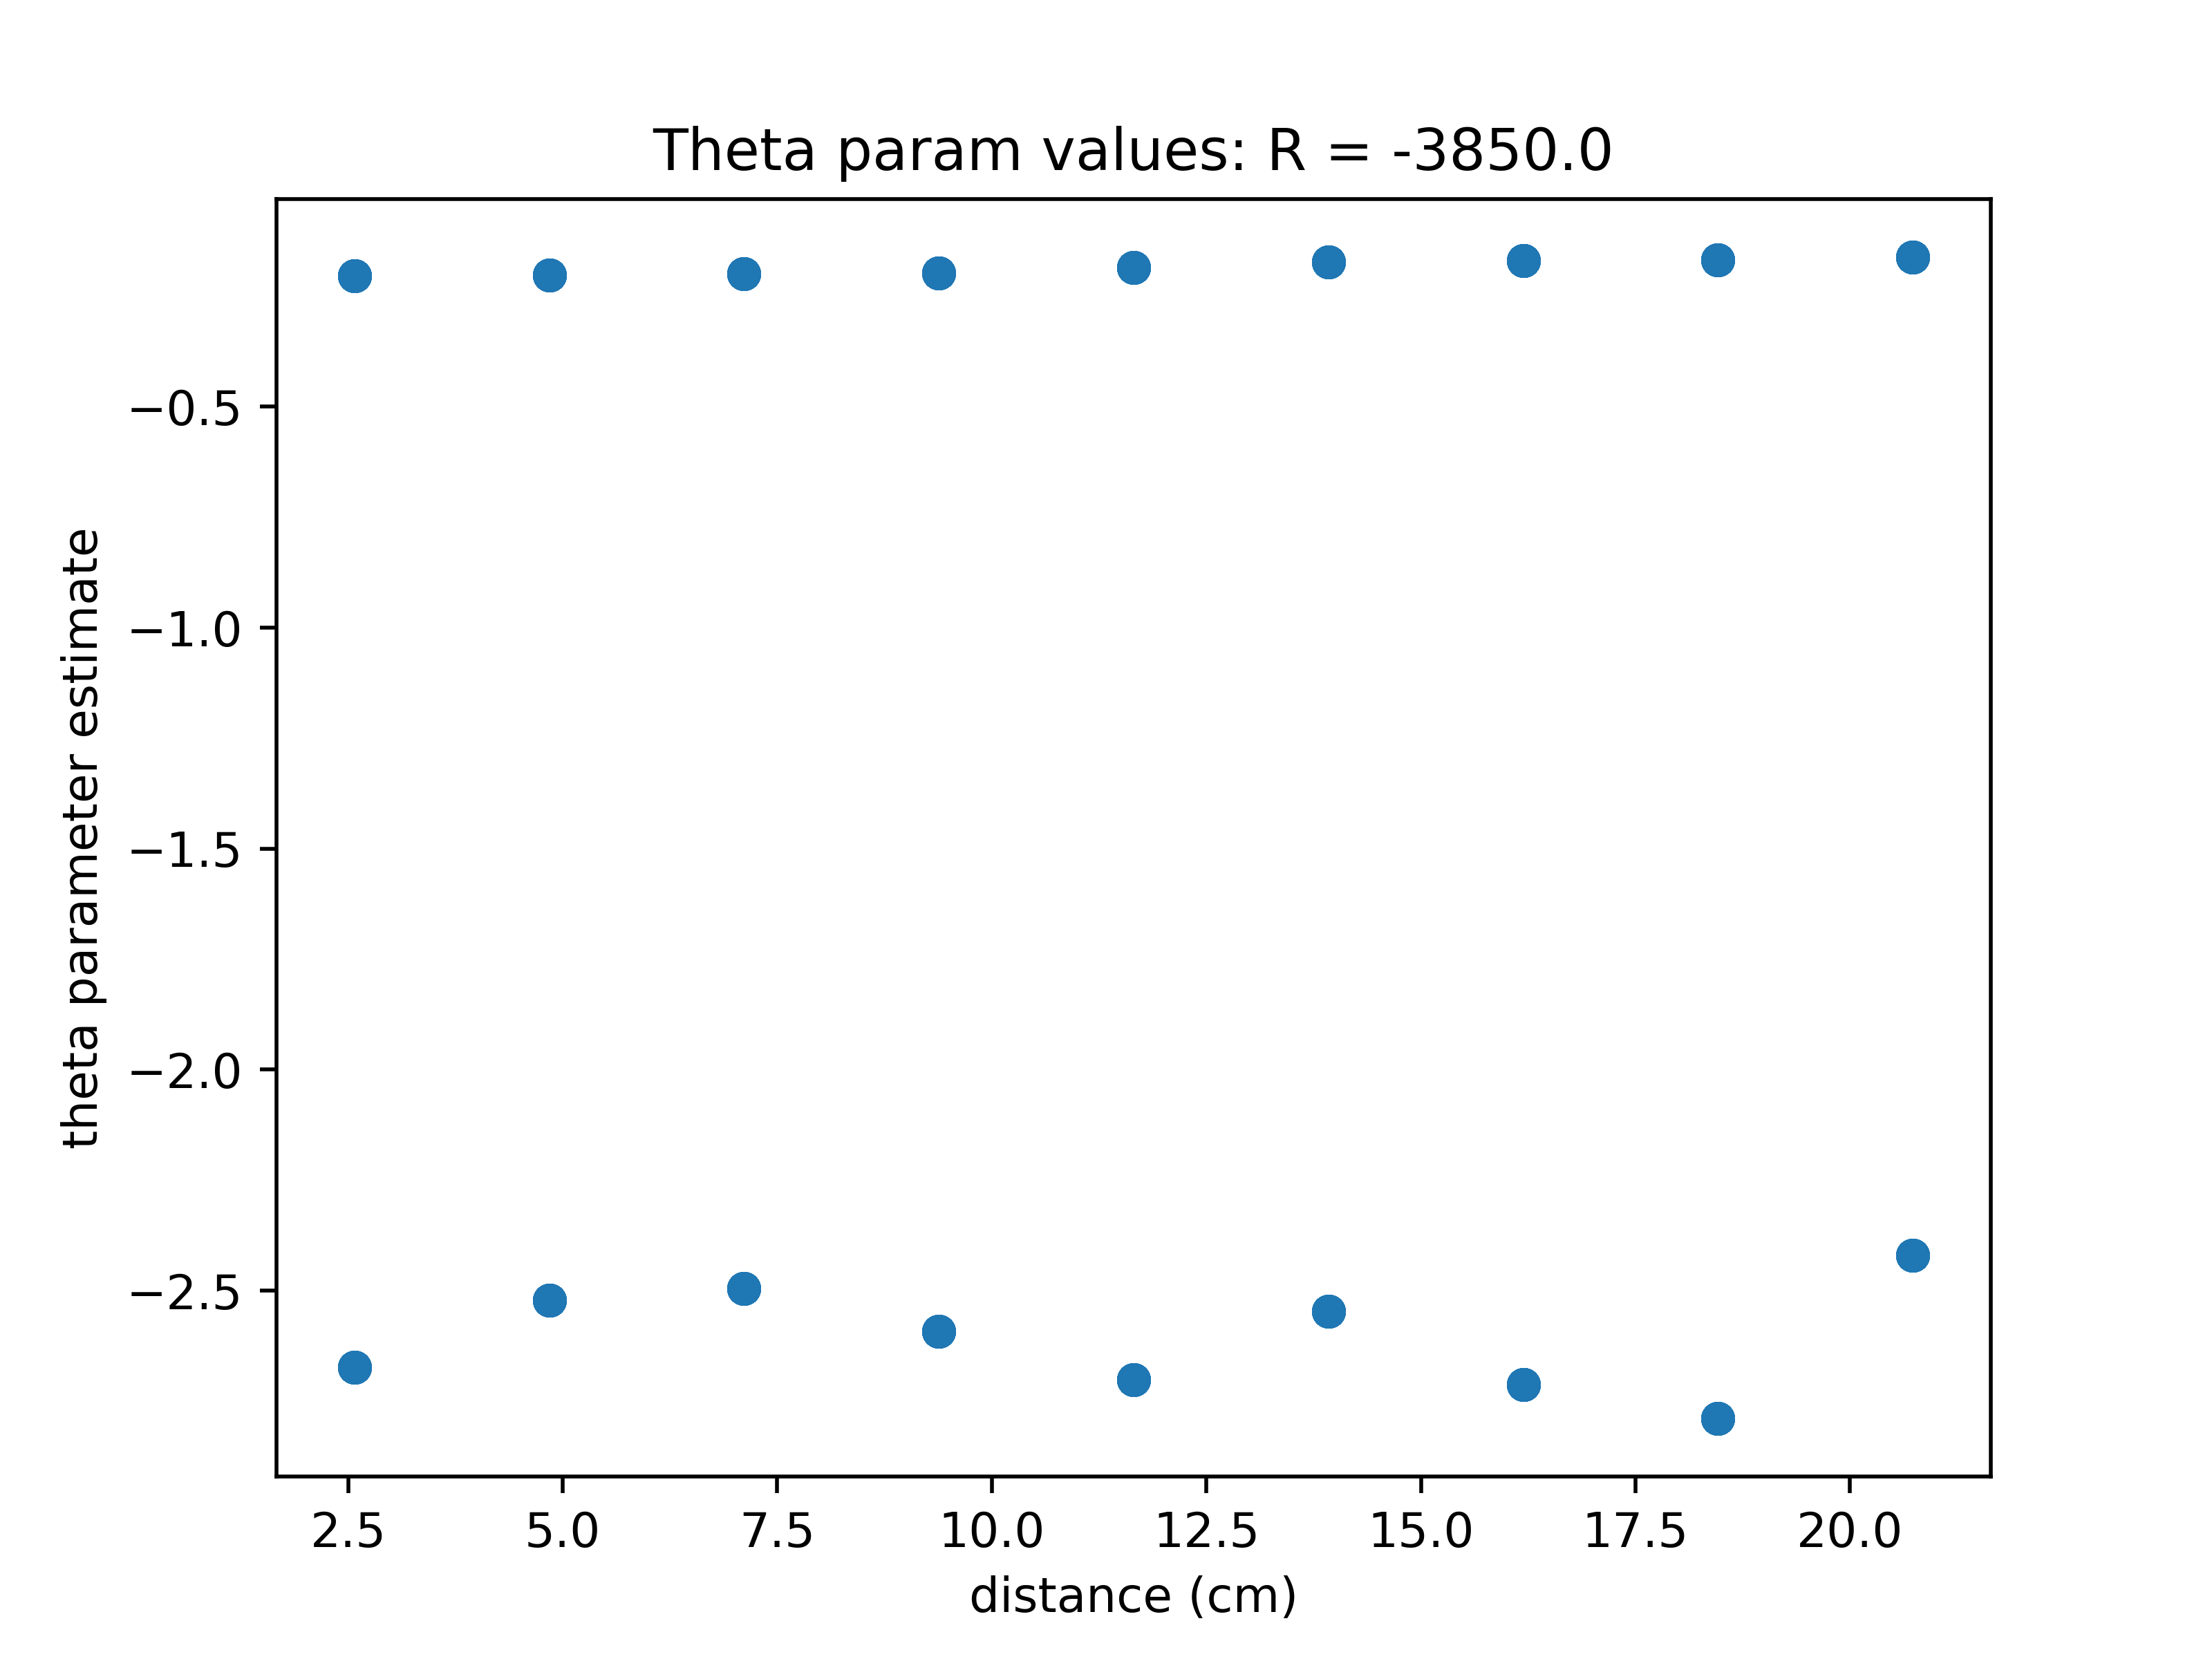 Theta param values: R = -3850.0
theta parameter estimate
−0.5
−1.0
−1.5
−2.0
−2.5
2.5 5.0 7.5 10.0 12.5 15.0 17.5 20.0
distance (cm)